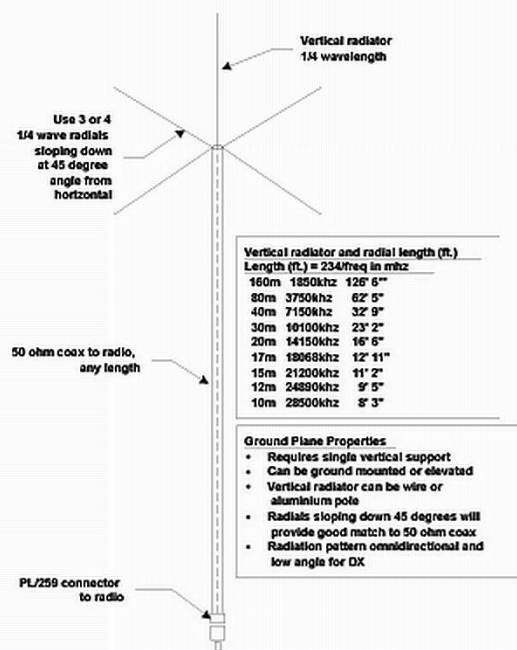 Vertical radiator
1/4 wavelength
Use 3 or 4
1/4 wave radials
sloping down
at 45 degree
angle from
horizontal
Vertical radiator and radial length (ft.)
Length (ft.) = 234/freq in mhz
160m 1850khz 126' 6""
80m 3750khz 62' 5"
40m 7150khz 32' 9"
30m 10100khz 23' 2"
20m 14150khz 16' 6"
17m 18068khz 12' 11"
15m 21200khz 11' 2"
12m 24890khz 9' 5"
10m 28500khz 8' 3"
50 ohm coax to radio,
any length
Ground Plane Properties
• Requires single vertical support
• Can be ground mounted or elevated
• Vertical radiator can be wire or
aluminium pole
• Radials sloping down 45 degrees will
provide good match to 50 ohm coax
• Radiation pattern omnidirectional and
low angle for DX
PL/259 connector
to radio